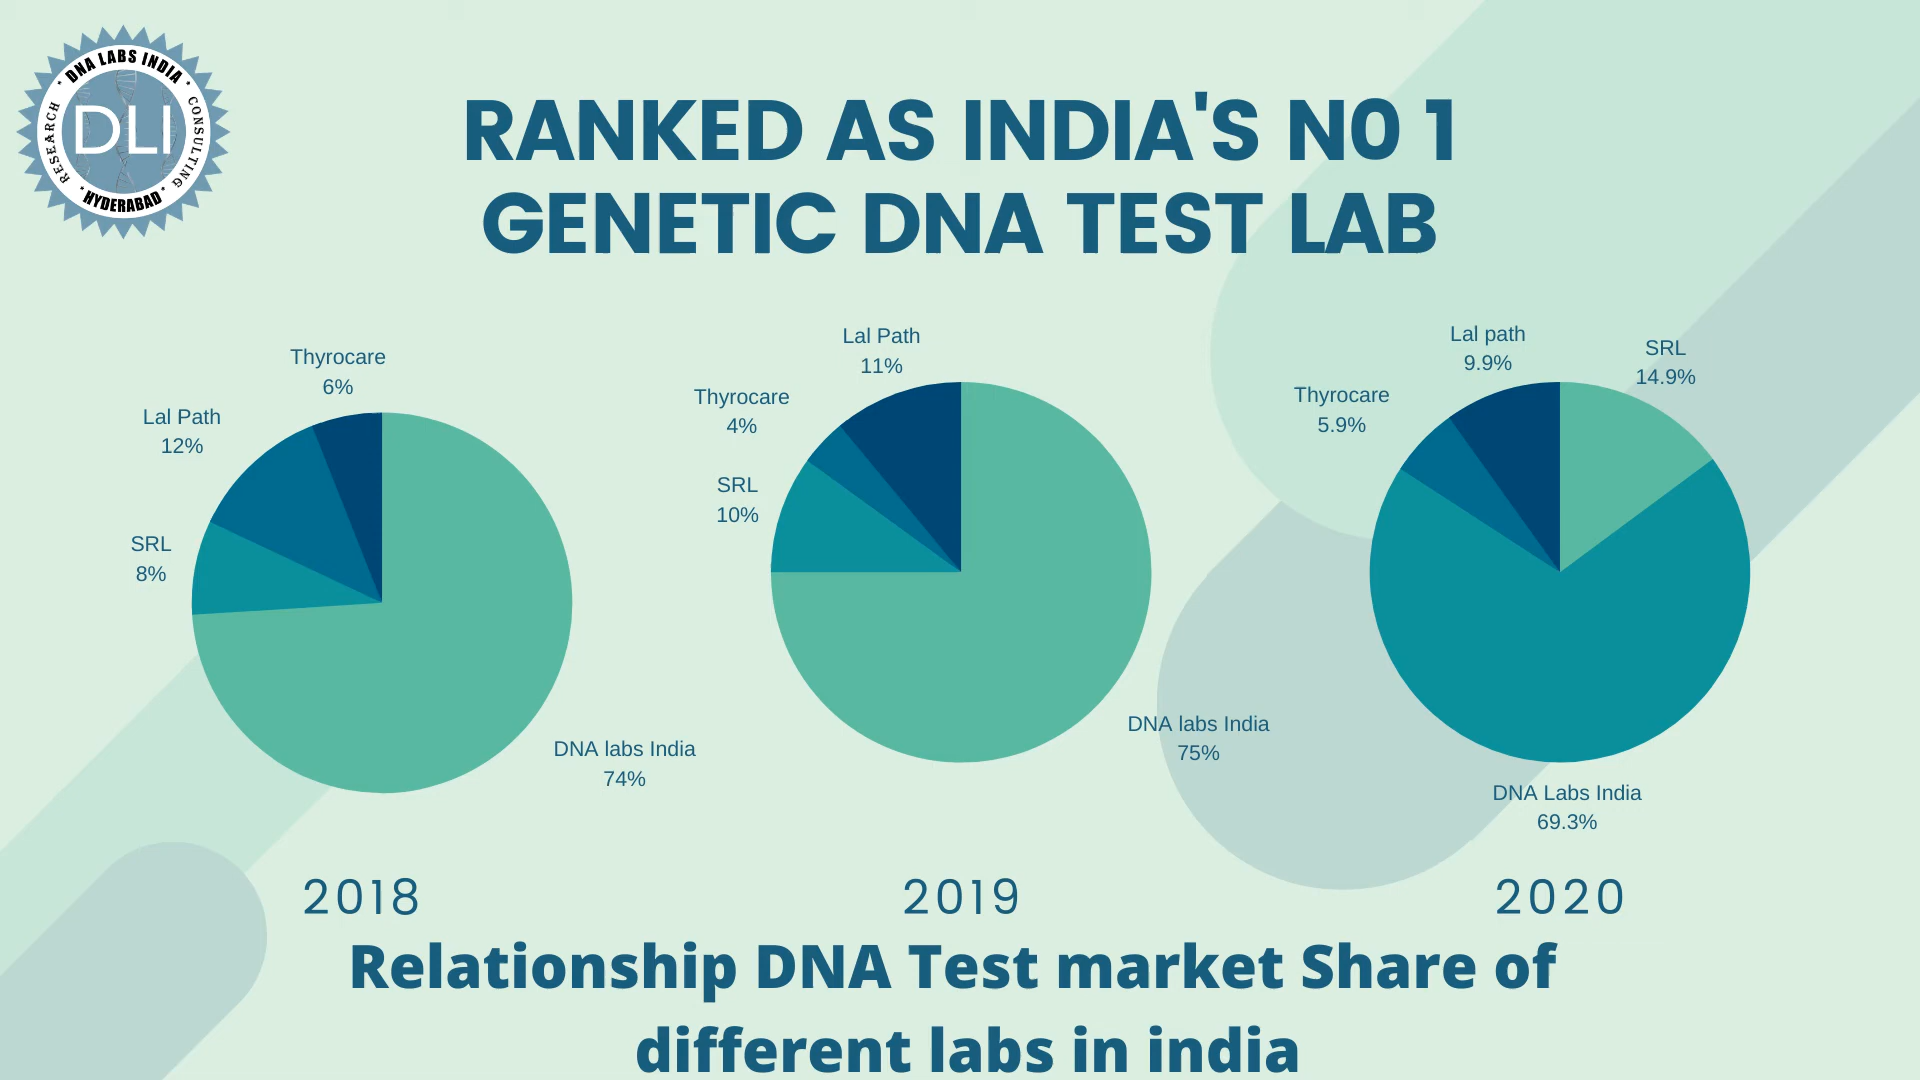 DNA LABS INDIA
RESEARCH
DLI
CONSULTING
HYDERABAD
RANKED AS INDIA'S N0 1
GENETIC DNA TEST LAB
Thyrocare
6%
Lal Path
12%
SRL
8%
DNA labs India
74%
2018
Lal Path
11%
Thyrocare
4%
SRL
10%
DNA labs India
75%
2019
Lal path
9.9%
SRL
14.9%
Thyrocare
5.9%
DNA Labs India
69.3%
2020
Relationship DNA Test market Share of
different labs in india